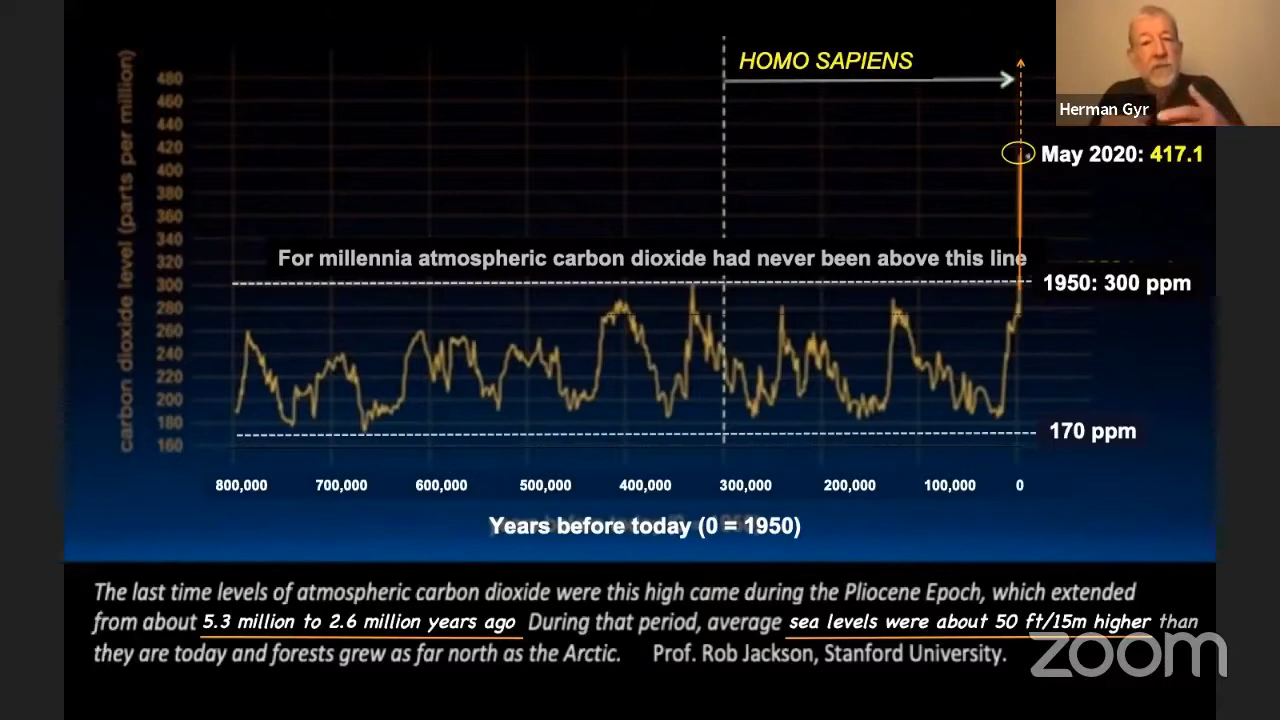 HOMO SAPIENS
Herman Gyr
May 2020: 417.1
carbon dioxide level (parts per million)
480
460
440
420
400
380
360
340
320
300
280
260
240
220
200
180
160
For millennia atmospheric carbon dioxide had never been above this line
1950: 300 ppm
170 ppm
800,000 700,000 600,000 500,000 400,000 300,000 200,000 100,000 0
Years before today (0 = 1950)
The last time levels of atmospheric carbon dioxide were this high came during the Pliocene Epoch, which extended
from about 5.3 million to 2.6 million years ago During that period, average sea levels were about 50 ft/15m higher than
they are today and forests grew as far north as the Arctic. Prof. Rob Jackson, Stanford University.
zoom